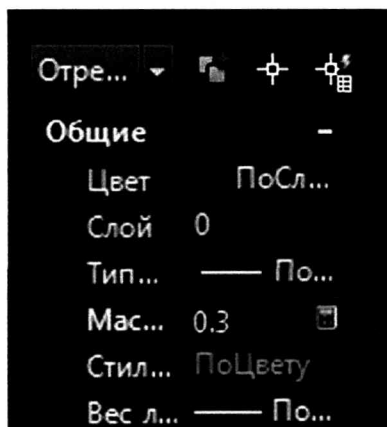 Отре...
Общие
Цвет ПоСл...
Слой 0
Тип... По...
Мас... 0.3
Стил... ПоЦвету
Вес л... По...